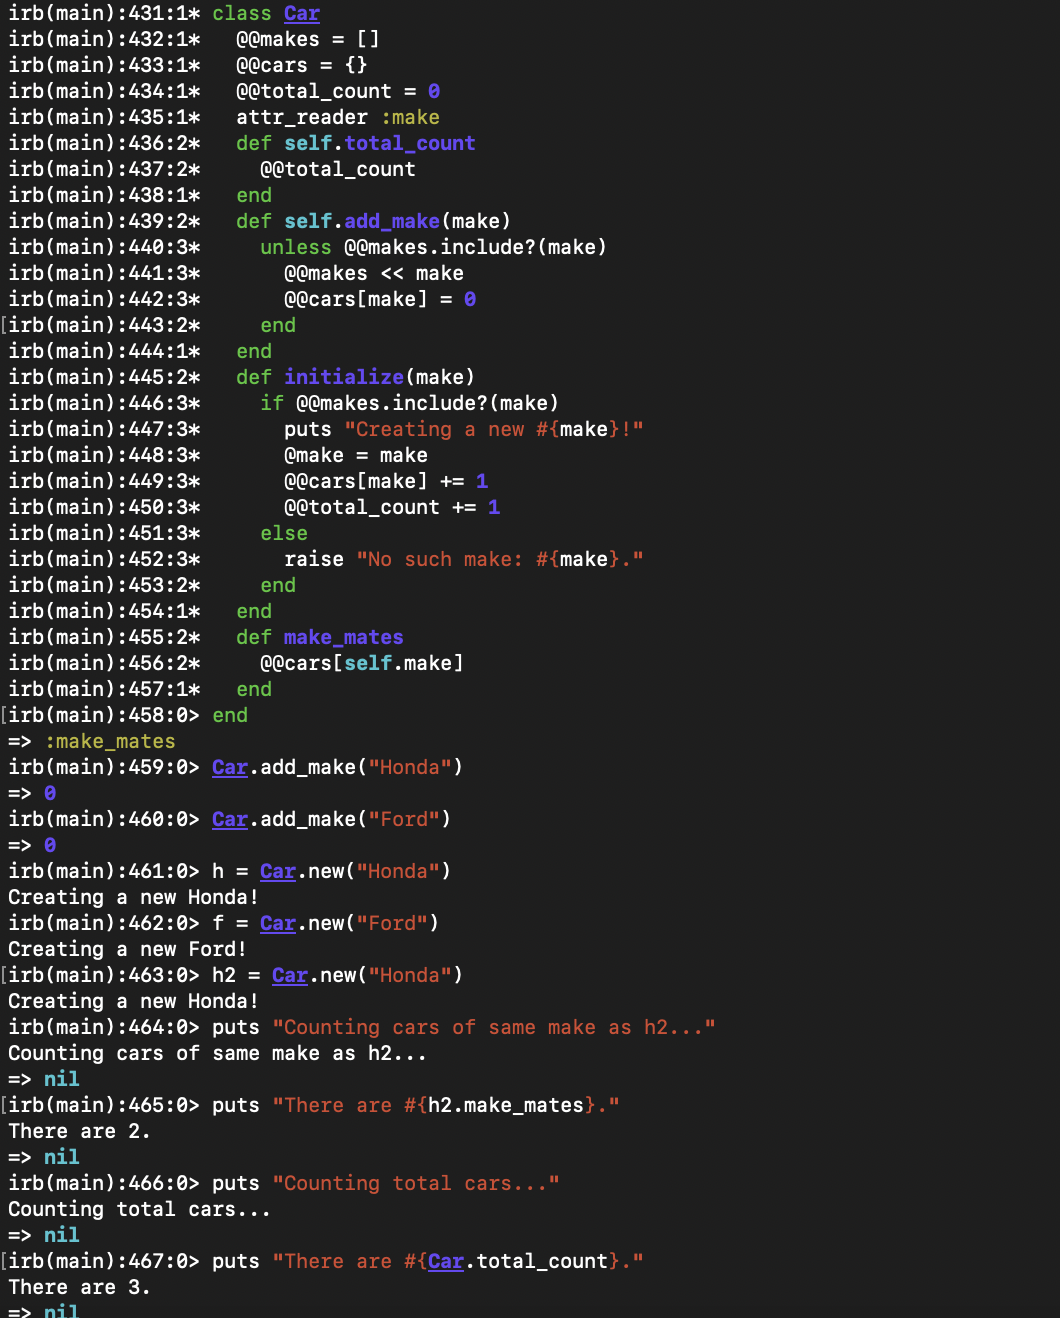 irb(main):431:1* class Car
irb(main):432:1*   @@makes = []
irb(main):433:1*   @@cars = {}
irb(main):434:1*   @@total_count = 0
irb(main):435:1*   attr_reader :make
irb(main):436:2*   def self.total_count
irb(main):437:2*     @@total_count
irb(main):438:1*   end
irb(main):439:2*   def self.add_make(make)
irb(main):440:3*     unless @@makes.include?(make)
irb(main):441:3*       @@makes << make
irb(main):442:3*       @@cars[make] = 0
[irb(main):443:2*     end
irb(main):444:1*   end
irb(main):445:2*   def initialize(make)
irb(main):446:3*     if @@makes.include?(make)
irb(main):447:3*       puts "Creating a new #{make}!"
irb(main):448:3*       @make = make
irb(main):449:3*       @@cars[make] += 1
irb(main):450:3*       @@total_count += 1
irb(main):451:3*     else
irb(main):452:3*       raise "No such make: #{make}."
irb(main):453:2*     end
irb(main):454:1*   end
irb(main):455:2*   def make_mates
irb(main):456:2*     @@cars[self.make]
irb(main):457:1*   end
[irb(main):458:0> end
=> :make_mates
irb(main):459:0> Car.add_make("Honda")
=> 0
irb(main):460:0> Car.add_make("Ford")
=> 0
irb(main):461:0> h = Car.new("Honda")
Creating a new Honda!
irb(main):462:0> f = Car.new("Ford")
Creating a new Ford!
[irb(main):463:0> h2 = Car.new("Honda")
Creating a new Honda!
irb(main):464:0> puts "Counting cars of same make as h2..."
Counting cars of same make as h2...
=> nil
[irb(main):465:0> puts "There are #{h2.make_mates}."
There are 2.
=> nil
irb(main):466:0> puts "Counting total cars..."
Counting total cars...
=> nil
[irb(main):467:0> puts "There are #{Car.total_count}."
There are 3.
=> nil